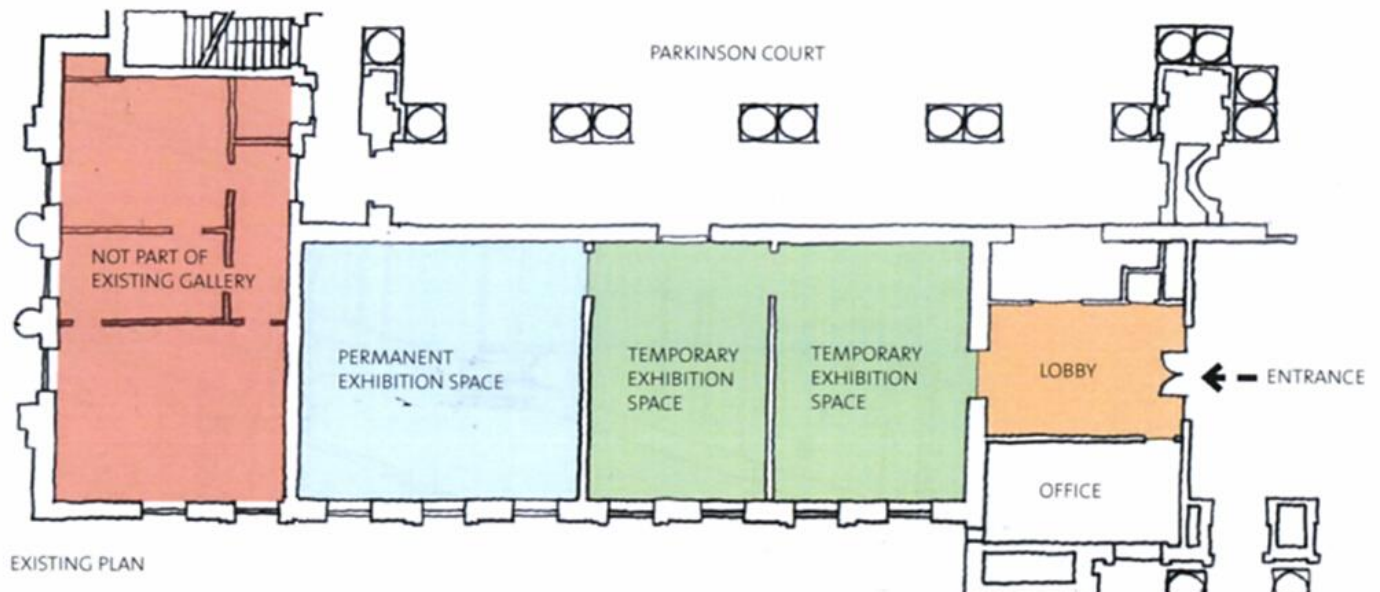 PARKINSON COURT
NOT PART OF
EXISTING GALLERY
PERMANENT
EXHIBITION SPACE
TEMPORARY
EXHIBITION
SPACE
TEMPORARY
EXHIBITION
SPACE
LOBBY
ENTRANCE
OFFICE
EXISTING PLAN